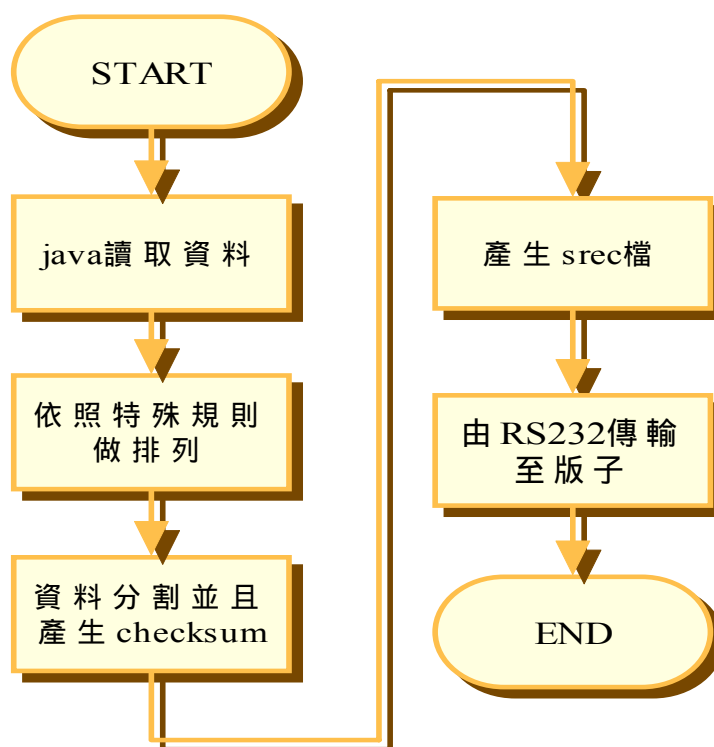 START
java讀取資料
依照特殊規則
做排列
資料分割並且
產生checksum
產生srec檔
由RS232傳輸
至版子
END